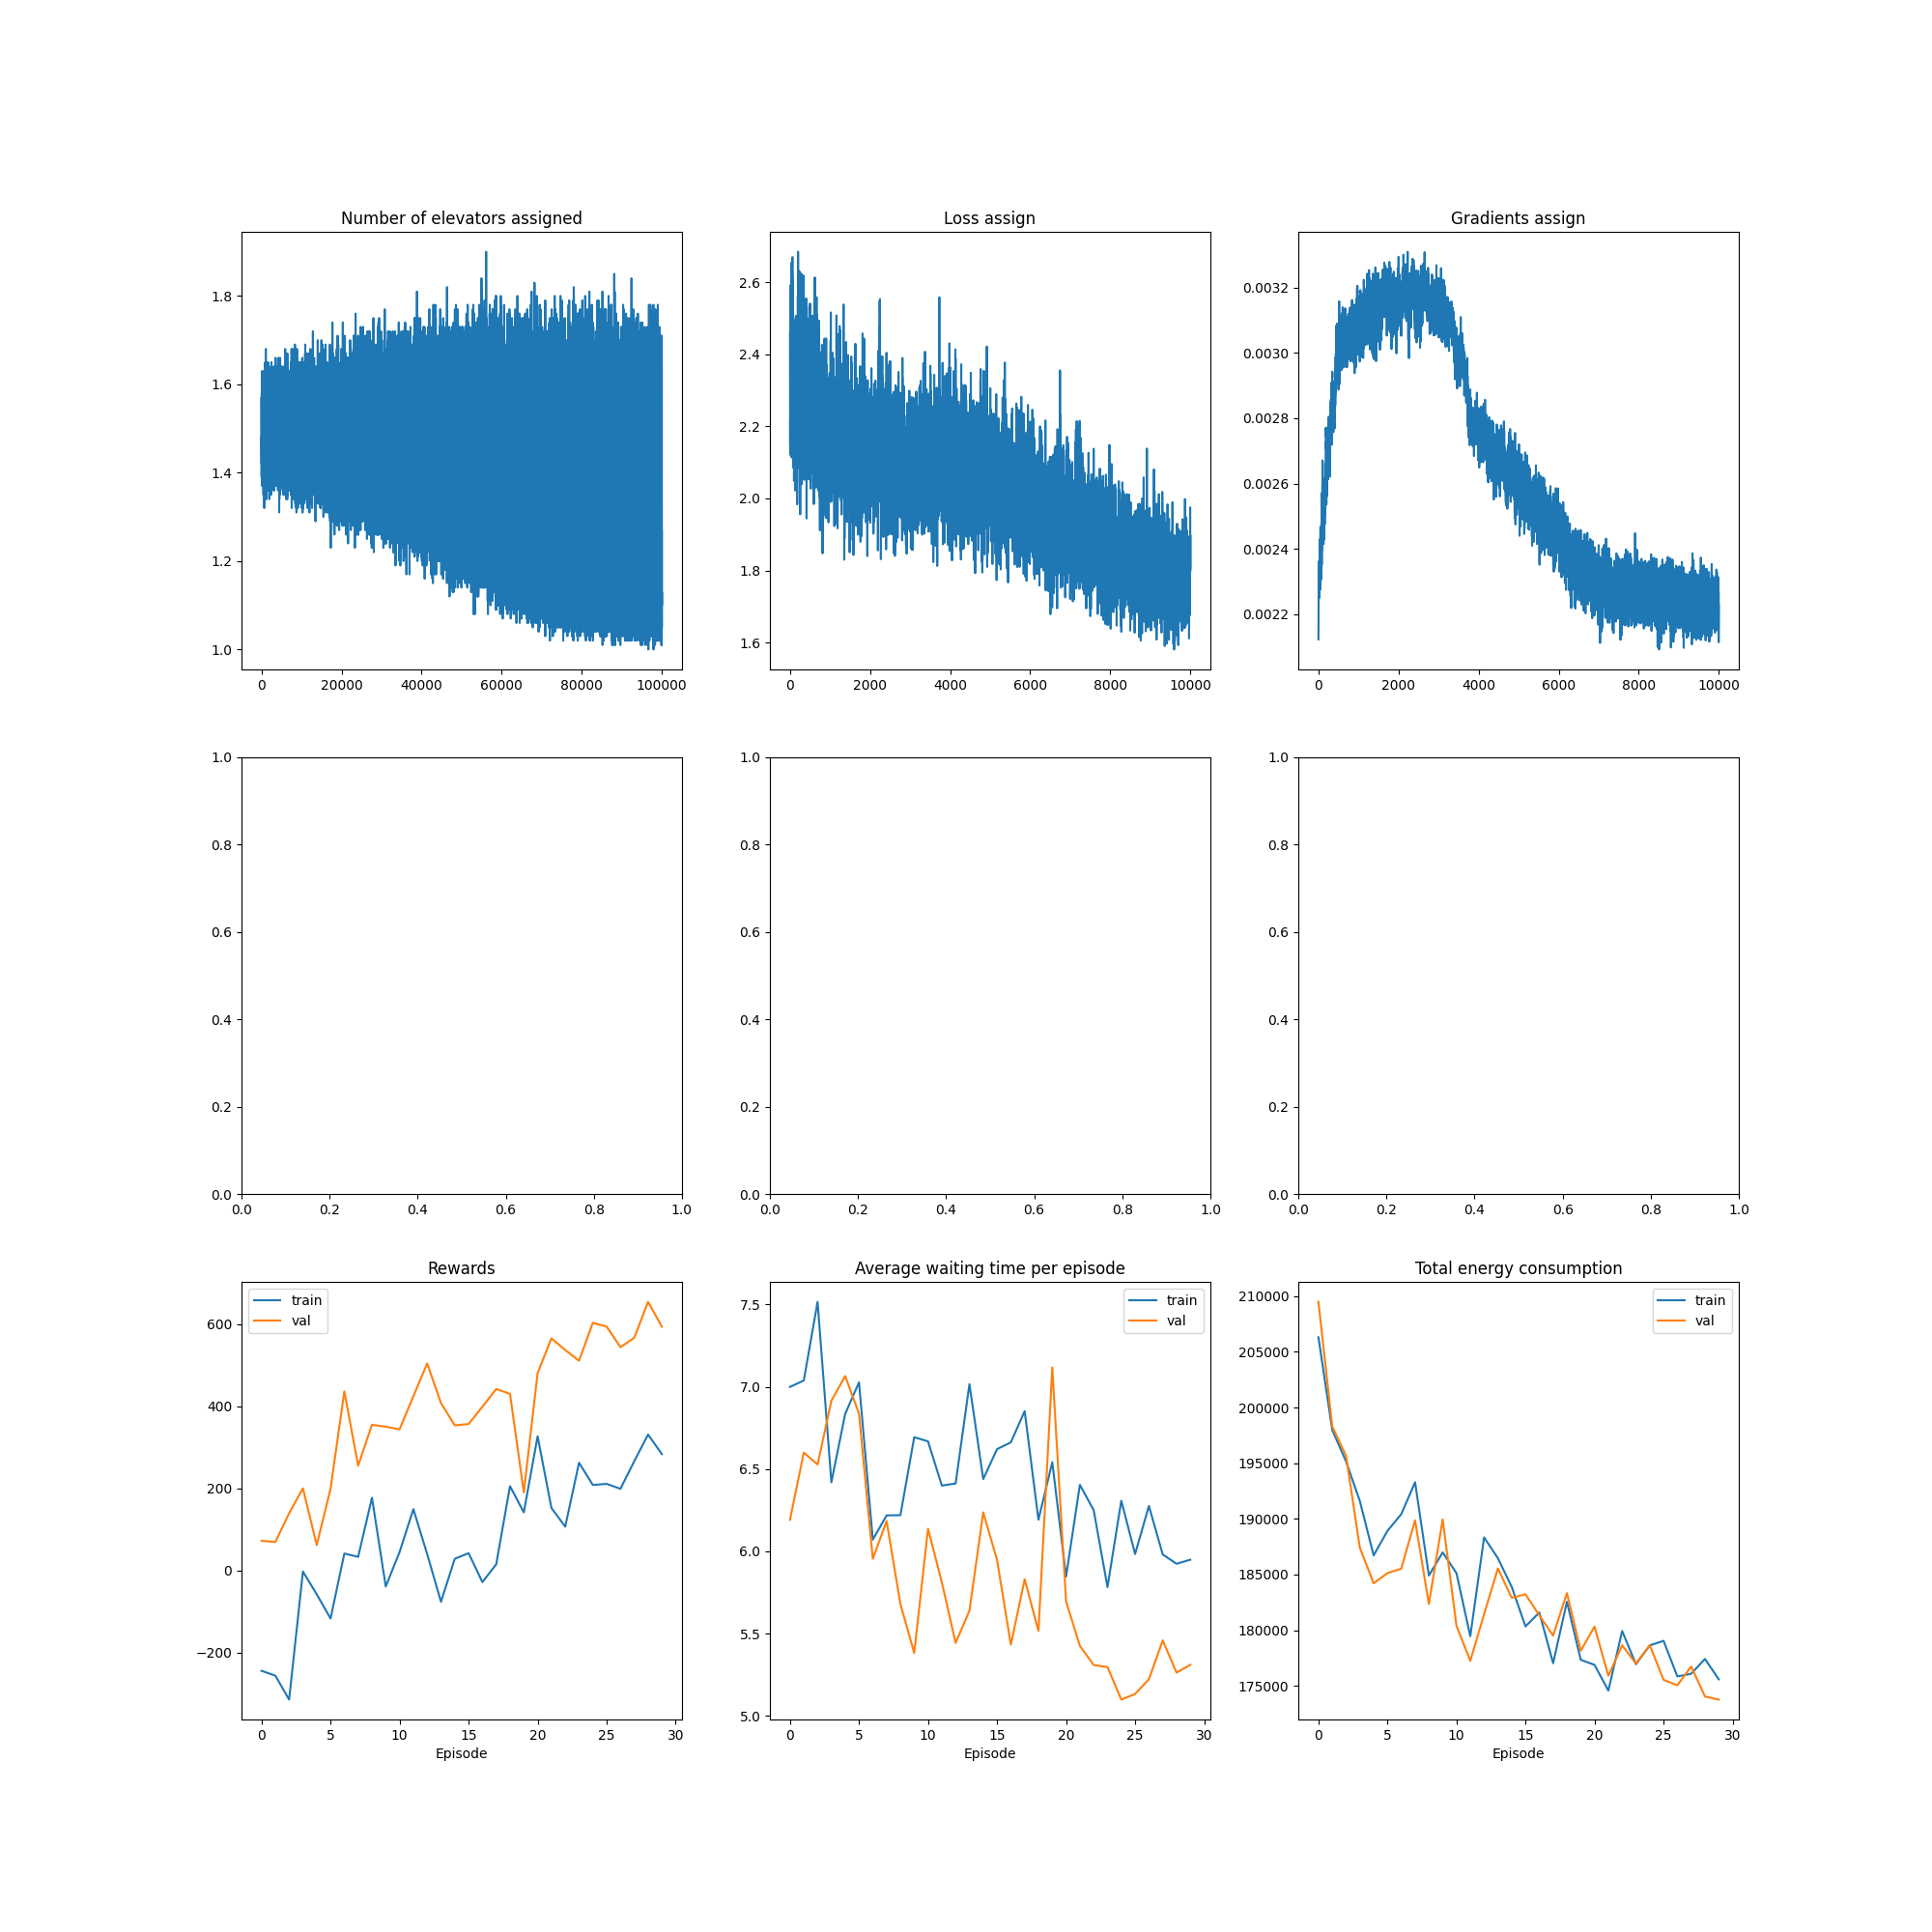 Number of elevators assigned
1.8
1.6
1.4
1.2
1.0
0 20000 40000 60000 80000 100000
Loss assign
2.6
2.4
2.2
2.0
1.8
1.6
0 2000 4000 6000 8000 10000
Gradients assign
0.0032
0.0030
0.0028
0.0026
0.0024
0.0022
0 2000 4000 6000 8000 10000
1.0
0.8
0.6
0.4
0.2
0.0
0.0 0.2 0.4 0.6 0.8 1.0
1.0
0.8
0.6
0.4
0.2
0.0
0.0 0.2 0.4 0.6 0.8 1.0
1.0
0.8
0.6
0.4
0.2
0.0
0.0 0.2 0.4 0.6 0.8 1.0
Rewards
train
val
600
400
200
0
−200
0 5 10 15 20 25 30
Episode
Average waiting time per episode
train
val
7.5
7.0
6.5
6.0
5.5
5.0
0 5 10 15 20 25 30
Episode
Total energy consumption
train
val
210000
205000
200000
195000
190000
185000
180000
175000
0 5 10 15 20 25 30
Episode